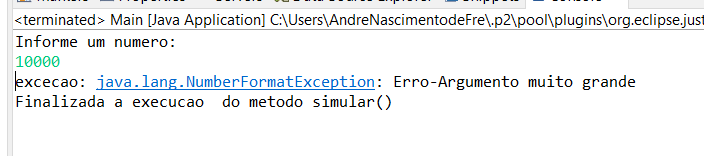 <terminated> Main [Java Application] C:\Users\AndreNascimentodeFre\.p2\pool\plugins\org.eclipse.just
Informe um numero:
10000
excecao: java.lang.NumberFormatException: Erro-Argumento muito grande
Finalizada a execucao  do metodo simular()